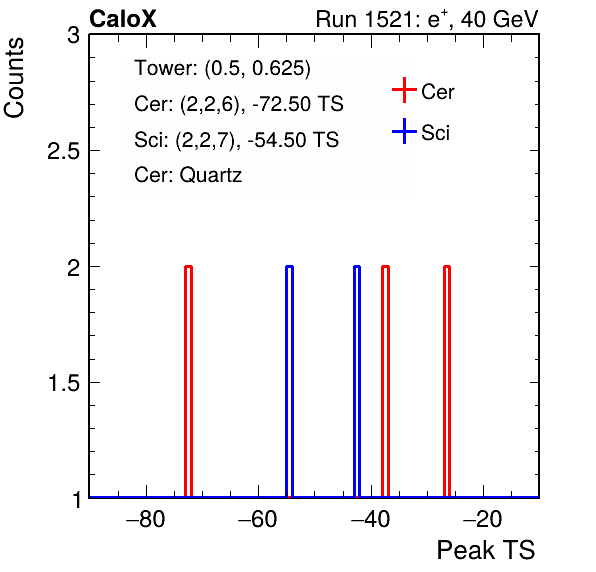 CaloX Run 1521: e+, 40 GeV
Counts
3
2.5
2
1.5
1
Tower: (0.5, 0.625)
Cer: (2,2,6), -72.50 TS
Sci: (2,2,7), -54.50 TS
Cer: Quartz
Cer
Sci
−80 −60 −40 −20
Peak TS